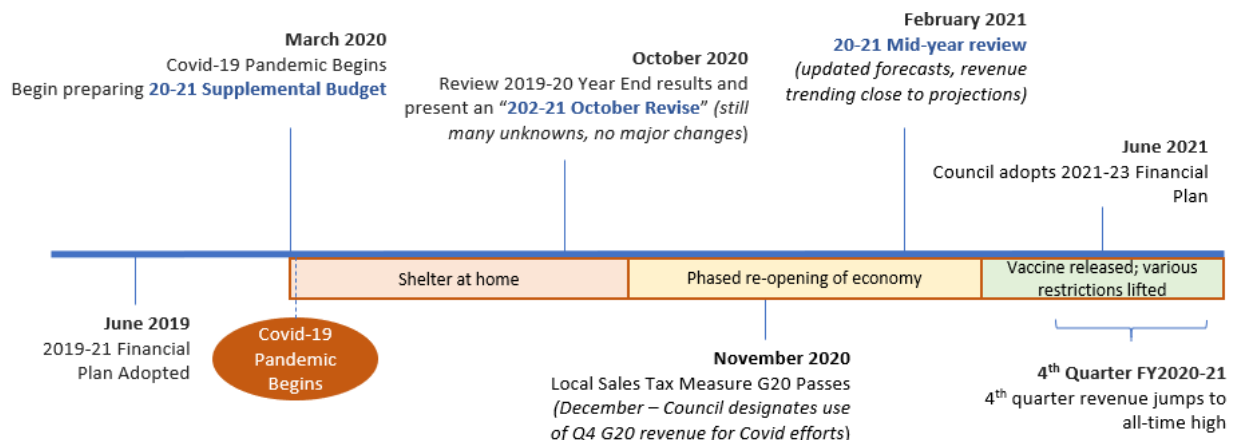 March 2020
Covid-19 Pandemic Begins
Begin preparing 20-21 Supplemental Budget
October 2020
Review 2019-20 Year End results and
present an “202-21 October Revise” (still
many unknowns, no major changes)
February 2021
20-21 Mid-year review
(updated forecasts, revenue
trending close to projections)
June 2021
Council adopts 2021-23 Financial
Plan
Shelter at home
Phased re-opening of economy
Vaccine released; various
restrictions lifted
June 2019
2019-21 Financial
Plan Adopted
Covid-19
Pandemic
Begins
November 2020
Local Sales Tax Measure G20 Passes
(December – Council designates use
of Q4 G20 revenue for Covid efforts)
4th Quarter FY2020-21
4th quarter revenue jumps to
all-time high